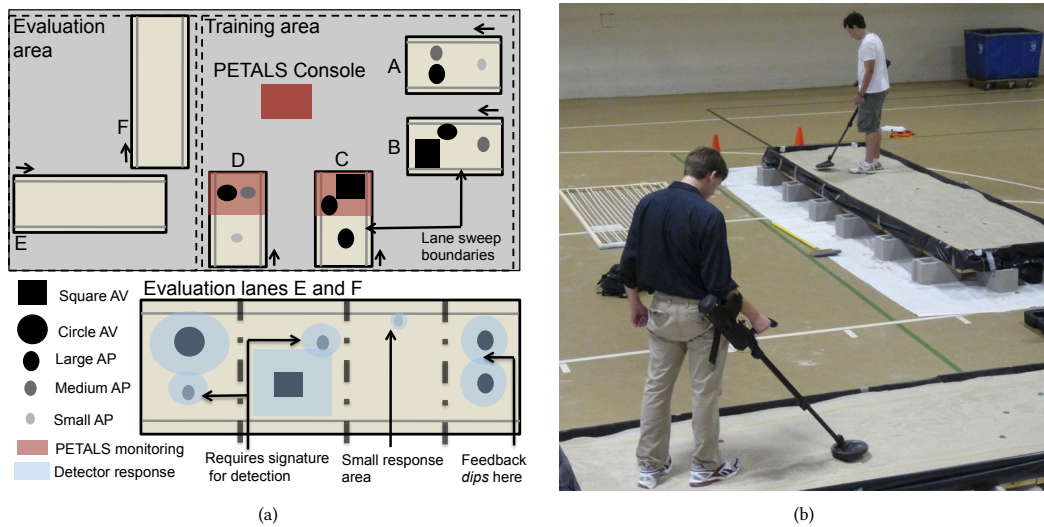 Evaluation
area
Training area
PETALS Console
A
B
F
D
C
E
Lane sweep
boundaries
Evaluation lanes E and F
Square AV
Circle AV
Large AP
Medium AP
Small AP
PETALS monitoring
Detector response
Requires signature
for detection
Small response
area
Feedback
dips here
(a)
(b)